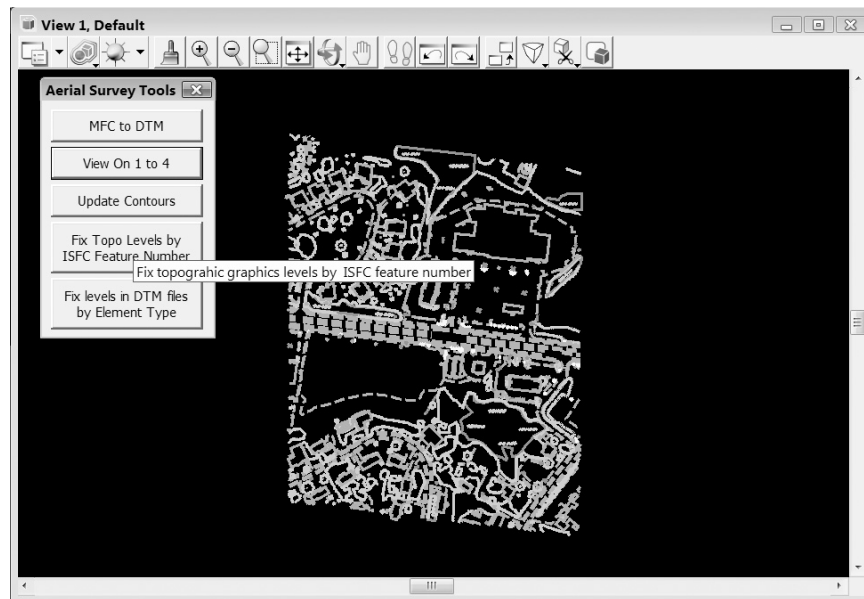 View 1, Default
Aerial Survey Tools
MFC to DTM
View On 1 to 4
Update Contours
Fix Topo Levels by
ISFC Feature Number
Fix topograhic graphics levels by ISFC feature number
Fix levels in DTM files
by Element Type